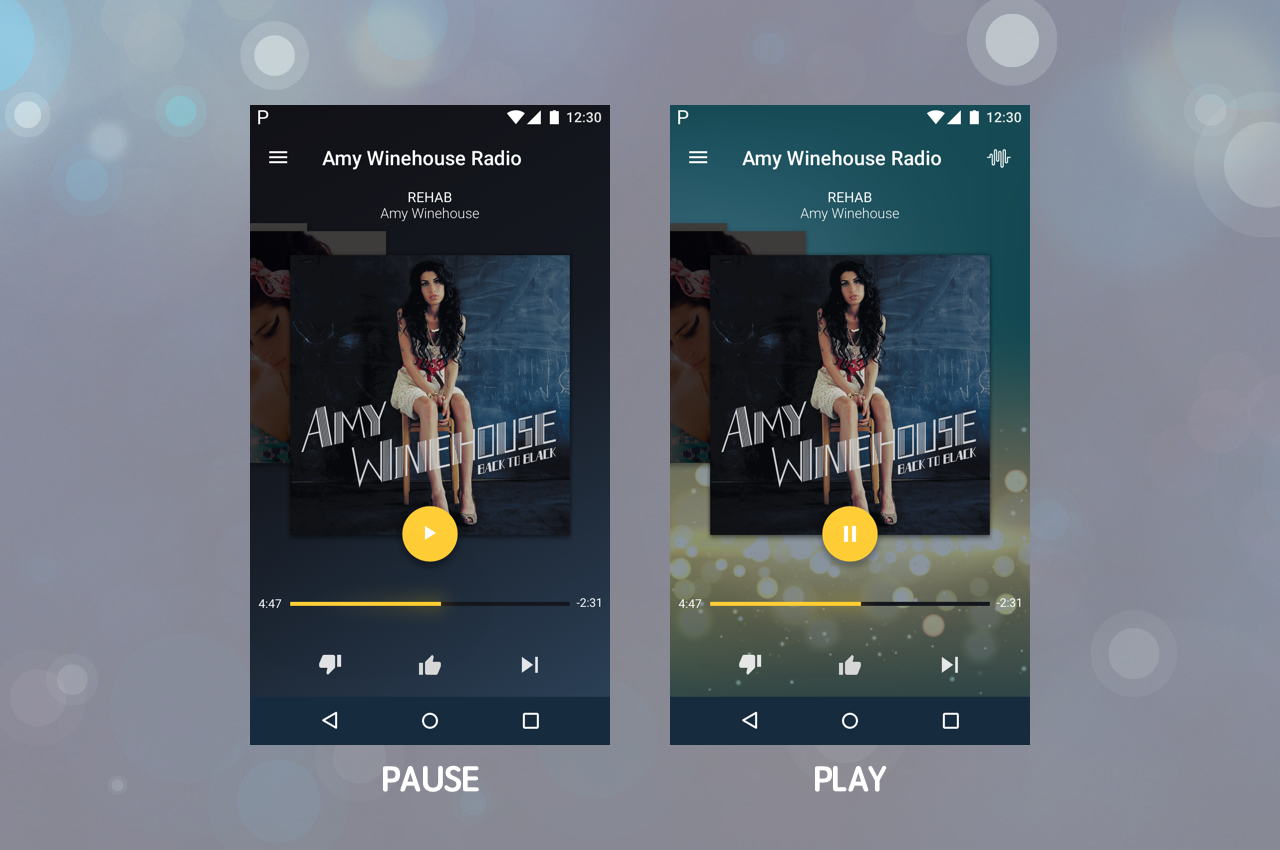 P
12:30
Amy Winehouse Radio
REHAB
Amy Winehouse
AMY
WINEHOUSE
BACK TO BLACK
4:47
-2:31
PAUSE
P
12:30
Amy Winehouse Radio
REHAB
Amy Winehouse
AMY
WINEHOUSE
BACK TO BLACK
4:47
-2:31
PLAY